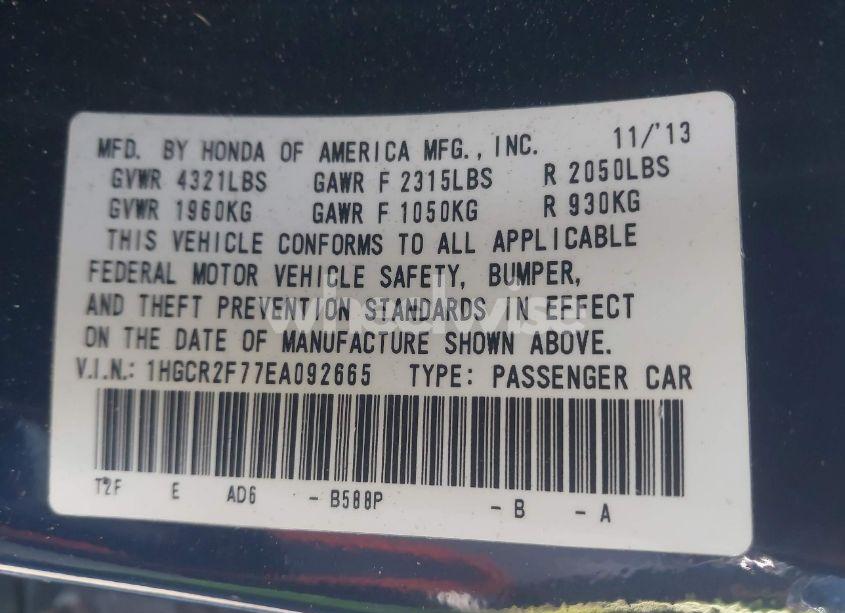 MFD. BY HONDA OF AMERICA MFG., INC. 11/'13
GVWR 4321LBS GAWR F 2315LBS R 2050LBS
GVWR 1960KG GAWR F 1050KG R 930KG
THIS VEHICLE CONFORMS TO ALL APPLICABLE
FEDERAL MOTOR VEHICLE SAFETY, BUMPER,
AND THEFT PREVENTION STANDARDS IN EFFECT
ON THE DATE OF MANUFACTURE SHOWN ABOVE.
V.I.N.: 1HGCR2F77EA092665 TYPE: PASSENGER CAR
T2F E AD6 - B588P - B - A
wheelwise